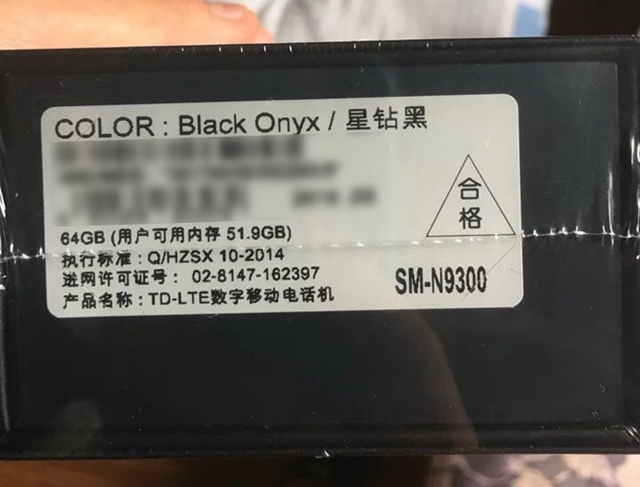 COLOR : Black Onyx / 星钻黑
64GB (用户可用内存 51.9GB)
执行标准: Q/HZSX 10-2014
进网许可证号: 02-8147-162397
产品名称: TD-LTE数字移动电话机
合格
SM-N9300